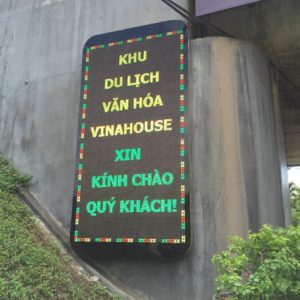 KHU
DU LỊCH
VĂN HÓA
VINAHOUSE
XIN
KÍNH CHÀO
QUÝ KHÁCH!